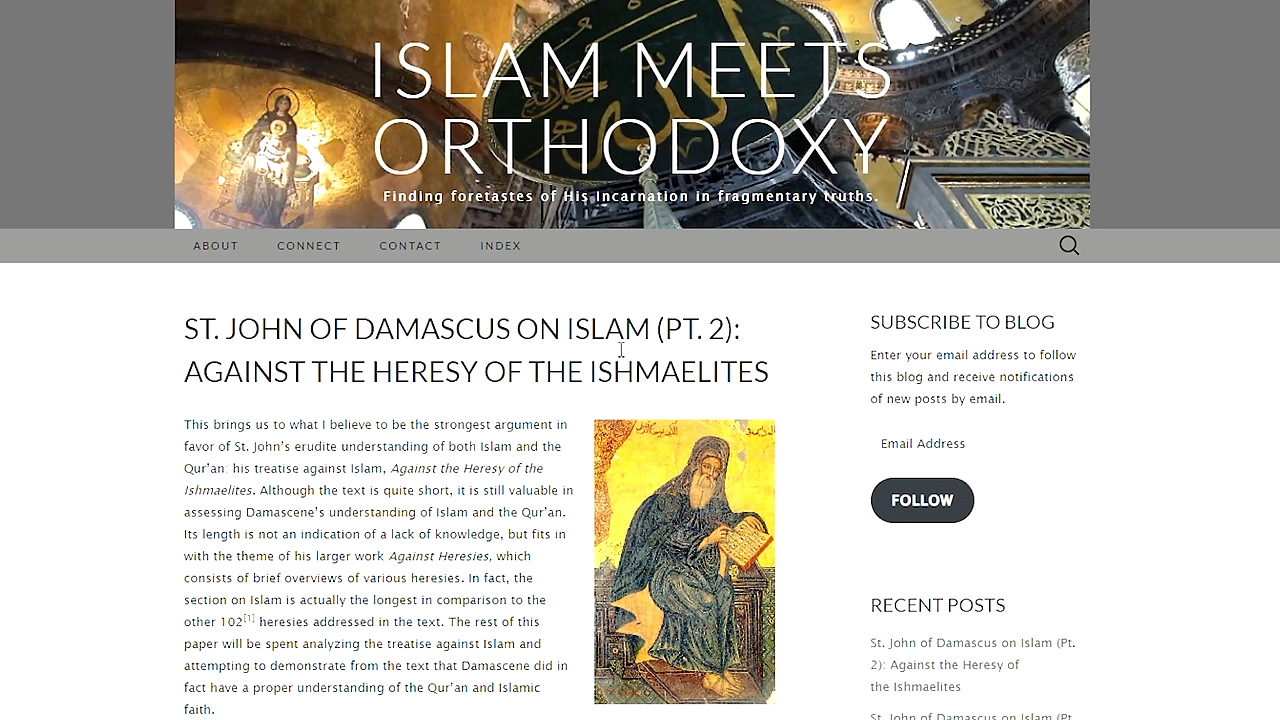 ISLAM MEETS
ORTHODOXY
Finding foretastes of His Incarnation in fragmentary truths.
ABOUT CONNECT CONTACT INDEX
ST. JOHN OF DAMASCUS ON ISLAM (PT. 2):
AGAINST THE HERESY OF THE ISHMAELITES
This brings us to what I believe to be the strongest argument in
favor of St. John’s erudite understanding of both Islam and the
Qur’an: his treatise against Islam, Against the Heresy of the
Ishmaelites. Although the text is quite short, it is still valuable in
assessing Damascene’s understanding of Islam and the Qur’an.
Its length is not an indication of a lack of knowledge, but fits in
with the theme of his larger work Against Heresies, which
consists of brief overviews of various heresies. In fact, the
section on Islam is actually the longest in comparison to the
other 102[1] heresies addressed in the text. The rest of this
paper will be spent analyzing the treatise against Islam and
attempting to demonstrate from the text that Damascene did in
fact have a proper understanding of the Qur’an and Islamic
faith.
SUBSCRIBE TO BLOG
Enter your email address to follow
this blog and receive notifications
of new posts by email.
Email Address
FOLLOW
RECENT POSTS
St. John of Damascus on Islam (Pt.
2): Against the Heresy of
the Ishmaelites
St. John of Damascus on Islam (Pt.